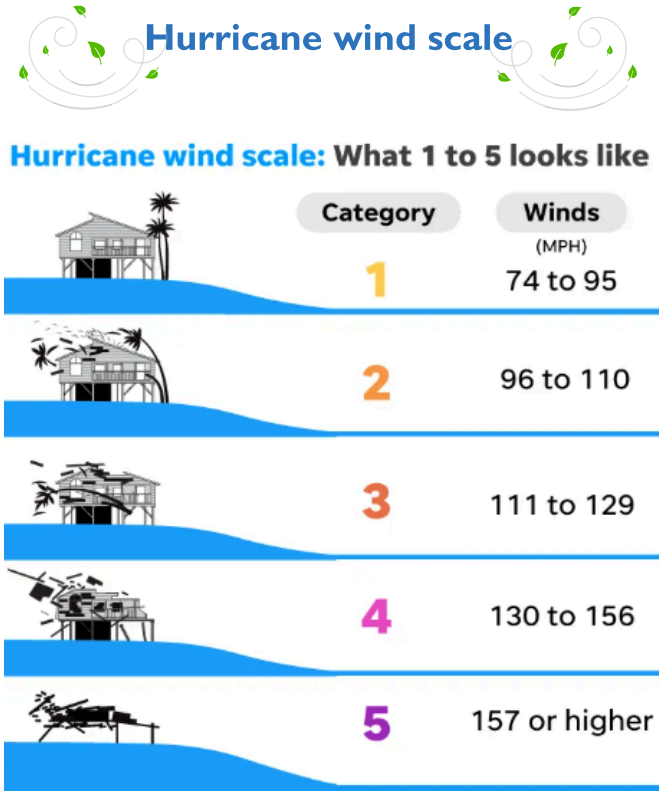 Hurricane wind scale
Hurricane wind scale: What 1 to 5 looks like
Category Winds
(MPH)
1 74 to 95
2 96 to 110
3 111 to 129
4 130 to 156
5 157 or higher